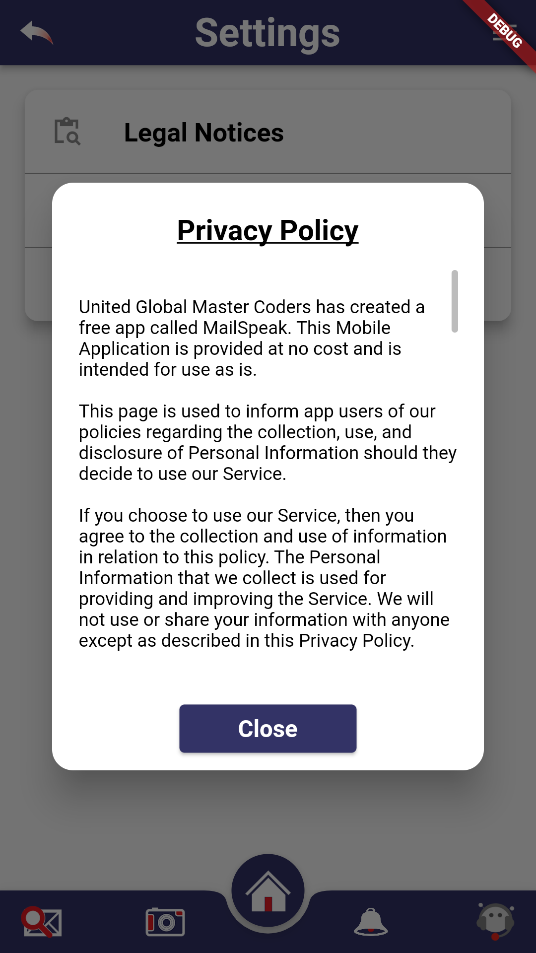 Settings
DEBUG
Legal Notices
Privacy Policy
United Global Master Coders has created a
free app called MailSpeak. This Mobile
Application is provided at no cost and is
intended for use as is.
This page is used to inform app users of our
policies regarding the collection, use, and
disclosure of Personal Information should they
decide to use our Service.
If you choose to use our Service, then you
agree to the collection and use of information
in relation to this policy. The Personal
Information that we collect is used for
providing and improving the Service. We will
not use or share your information with anyone
except as described in this Privacy Policy.
Close